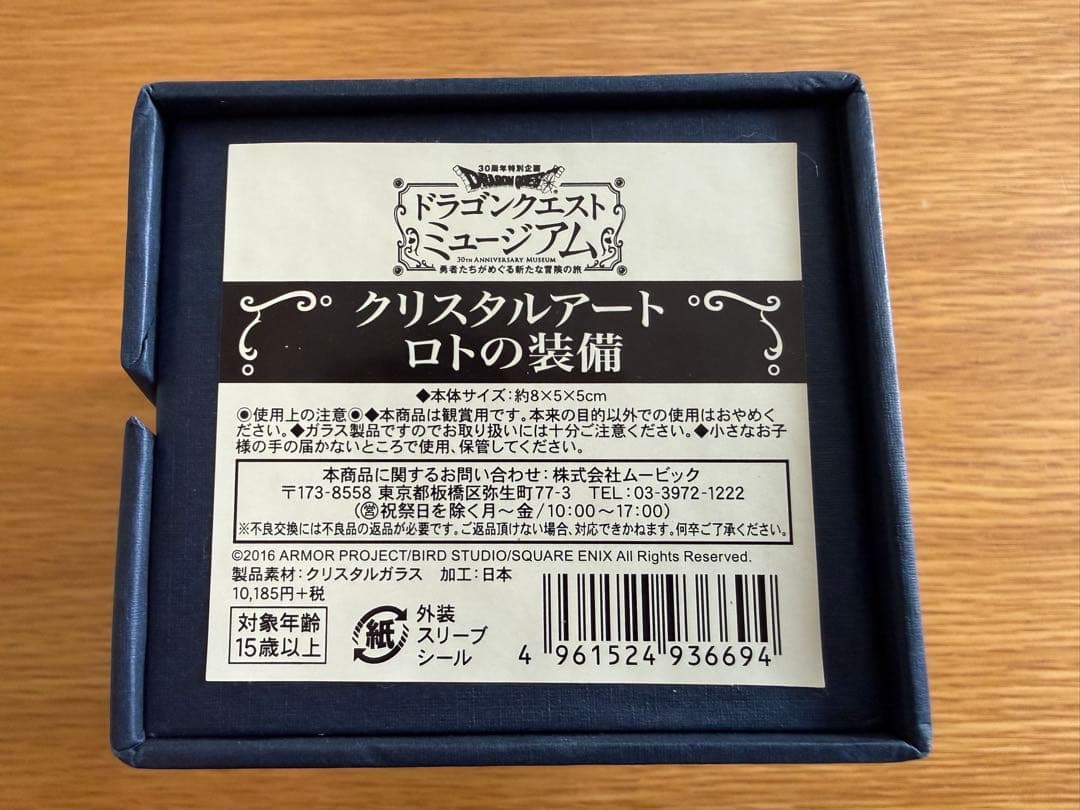 30周年特別企画
DRAGON QUEST
ドラゴンクエスト
ミュージアム
30TH ANNIVERSARY MUSEUM
勇者たちがめぐる新たな冒険の旅
クリスタルアート
ロトの装備
◆本体サイズ：約8×5×5cm
◉使用上の注意◉◆本商品は観賞用です。本来の目的以外での使用はおやめく
ださい。◆ガラス製品ですのでお取り扱いには十分ご注意ください。◆小さなお子
様の手の届かないところで使用、保管してください。
本商品に関するお問い合わせ：株式会社ムービック
〒173-8558 東京都板橋区弥生町77-3 TEL：03-3972-1222
（㊡祝祭日を除く月～金/10:00～17:00）
※不良交換には不良品の返品が必要です。ご返品頂けない場合、対応できかねます。何卒ご了承ください。
©2016 ARMOR PROJECT/BIRD STUDIO/SQUARE ENIX All Rights Reserved.
製品素材：クリスタルガラス 加工：日本
10,185円+税
対象年齢
15歳以上
紙
外装
スリーブ
シール
4 961524 936694